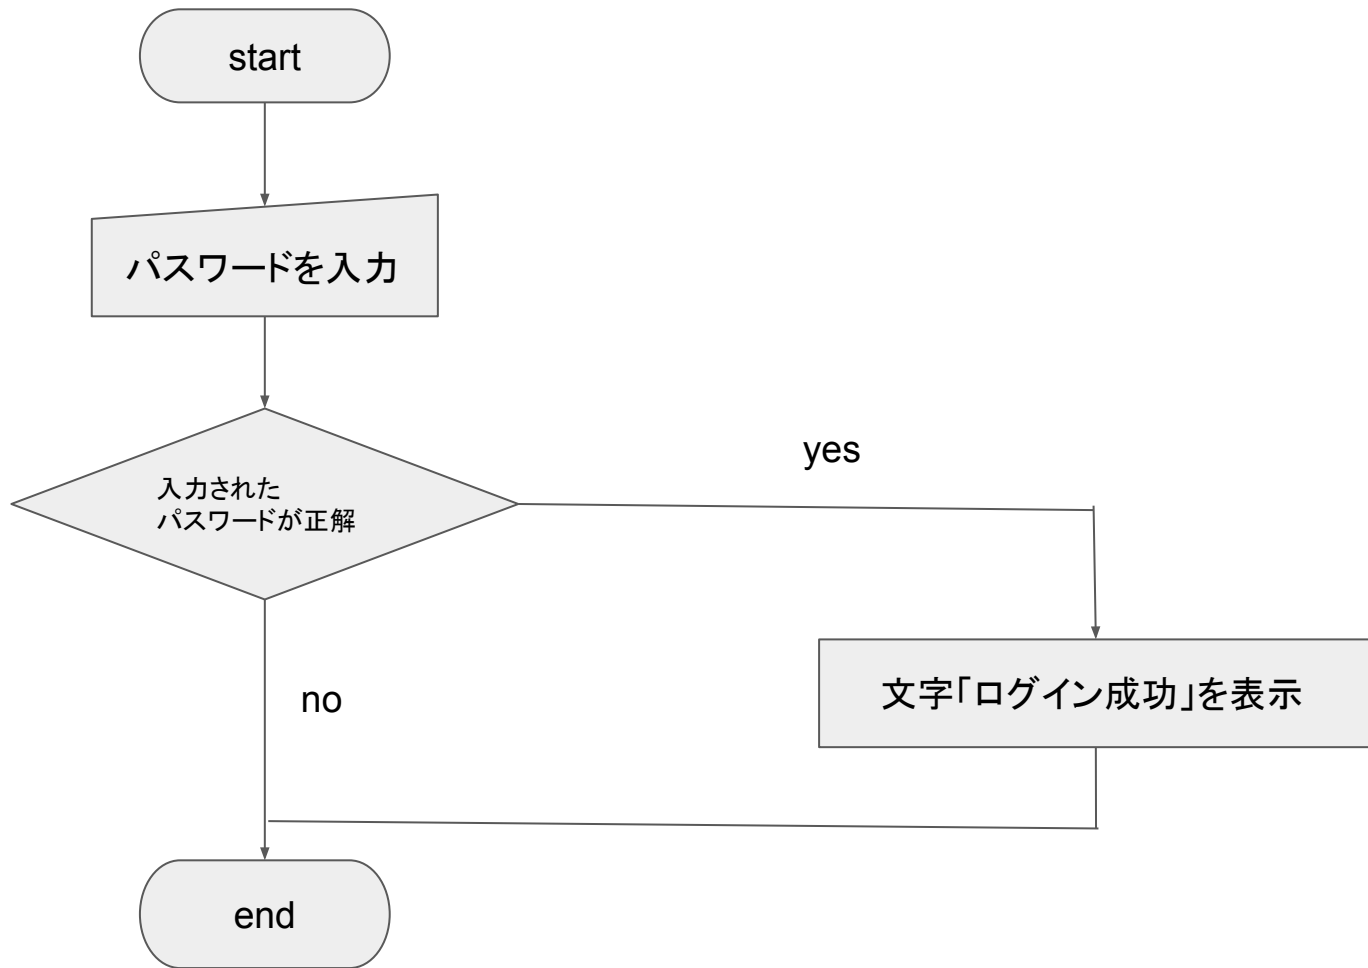 start
パスワードを入力
入力された
パスワードが正解
yes
no
文字「ログイン成功」を表示
end